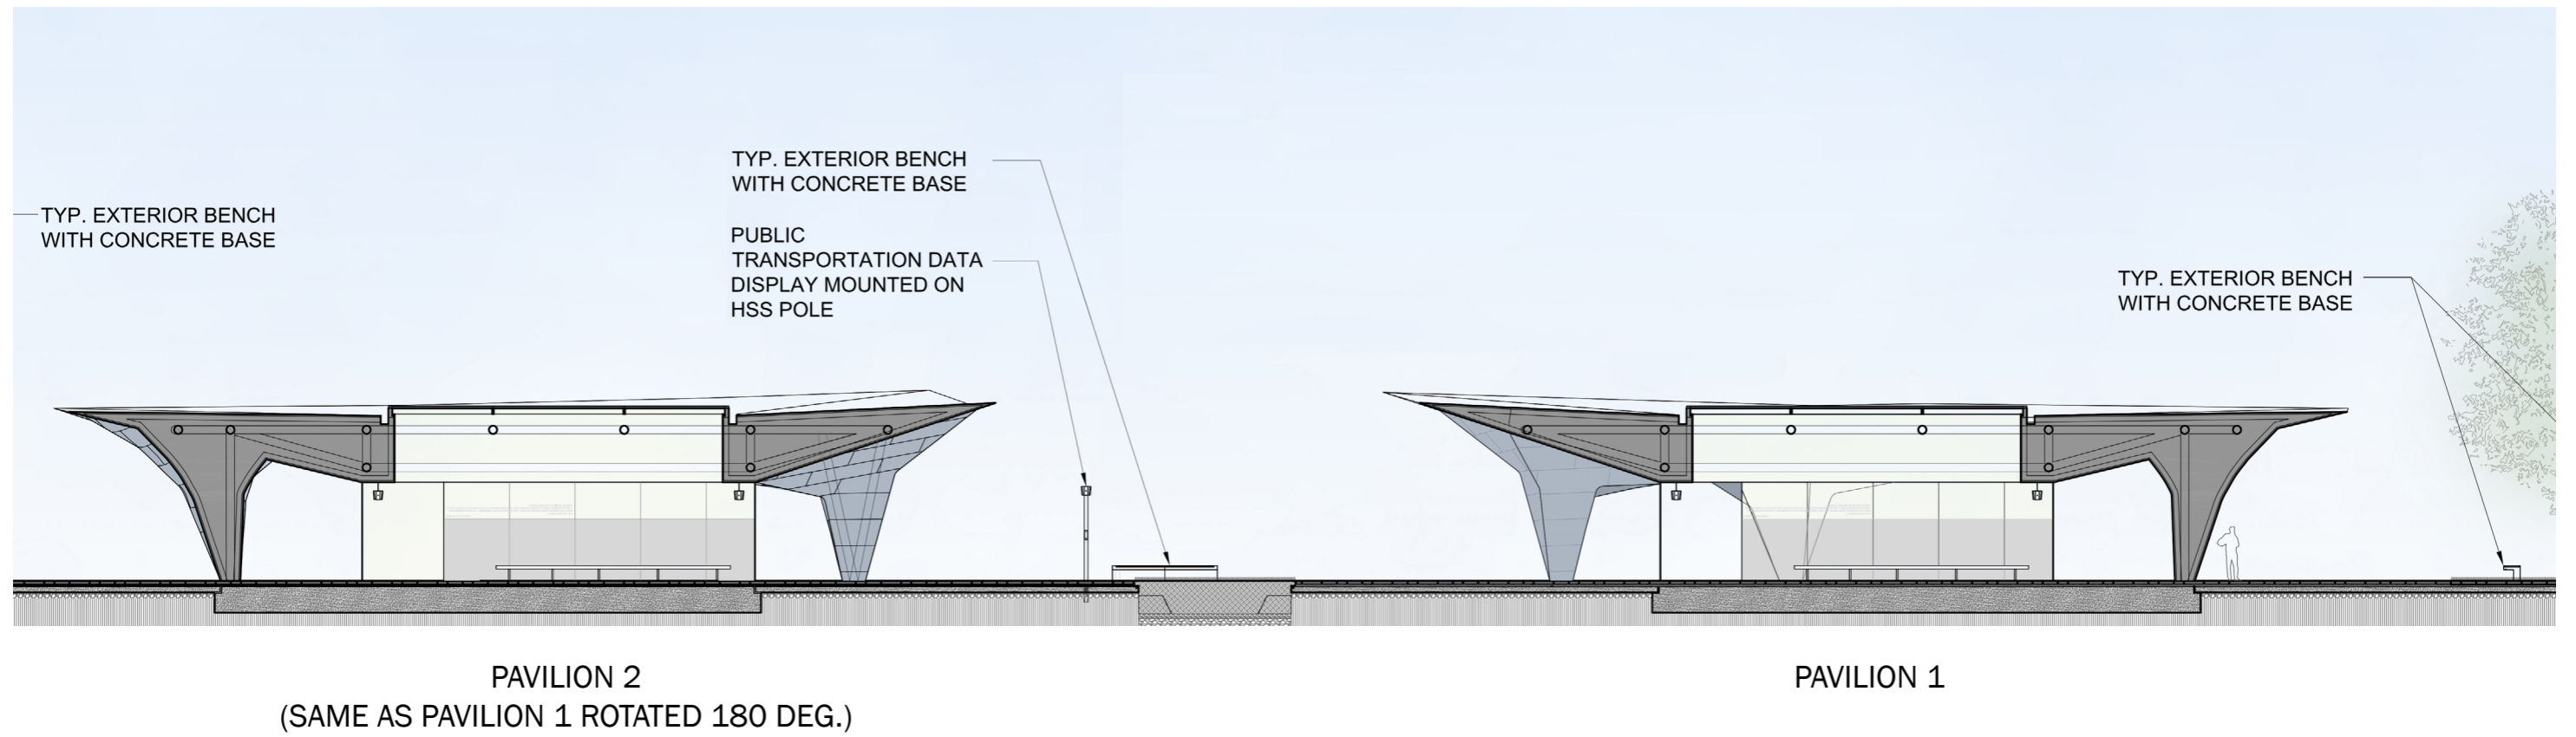 TYP. EXTERIOR BENCH
WITH CONCRETE BASE
TYP. EXTERIOR BENCH
WITH CONCRETE BASE
PUBLIC
TRANSPORTATION DATA
DISPLAY MOUNTED ON
HSS POLE
TYP. EXTERIOR BENCH
WITH CONCRETE BASE
PAVILION 2
(SAME AS PAVILION 1 ROTATED 180 DEG.)
PAVILION 1